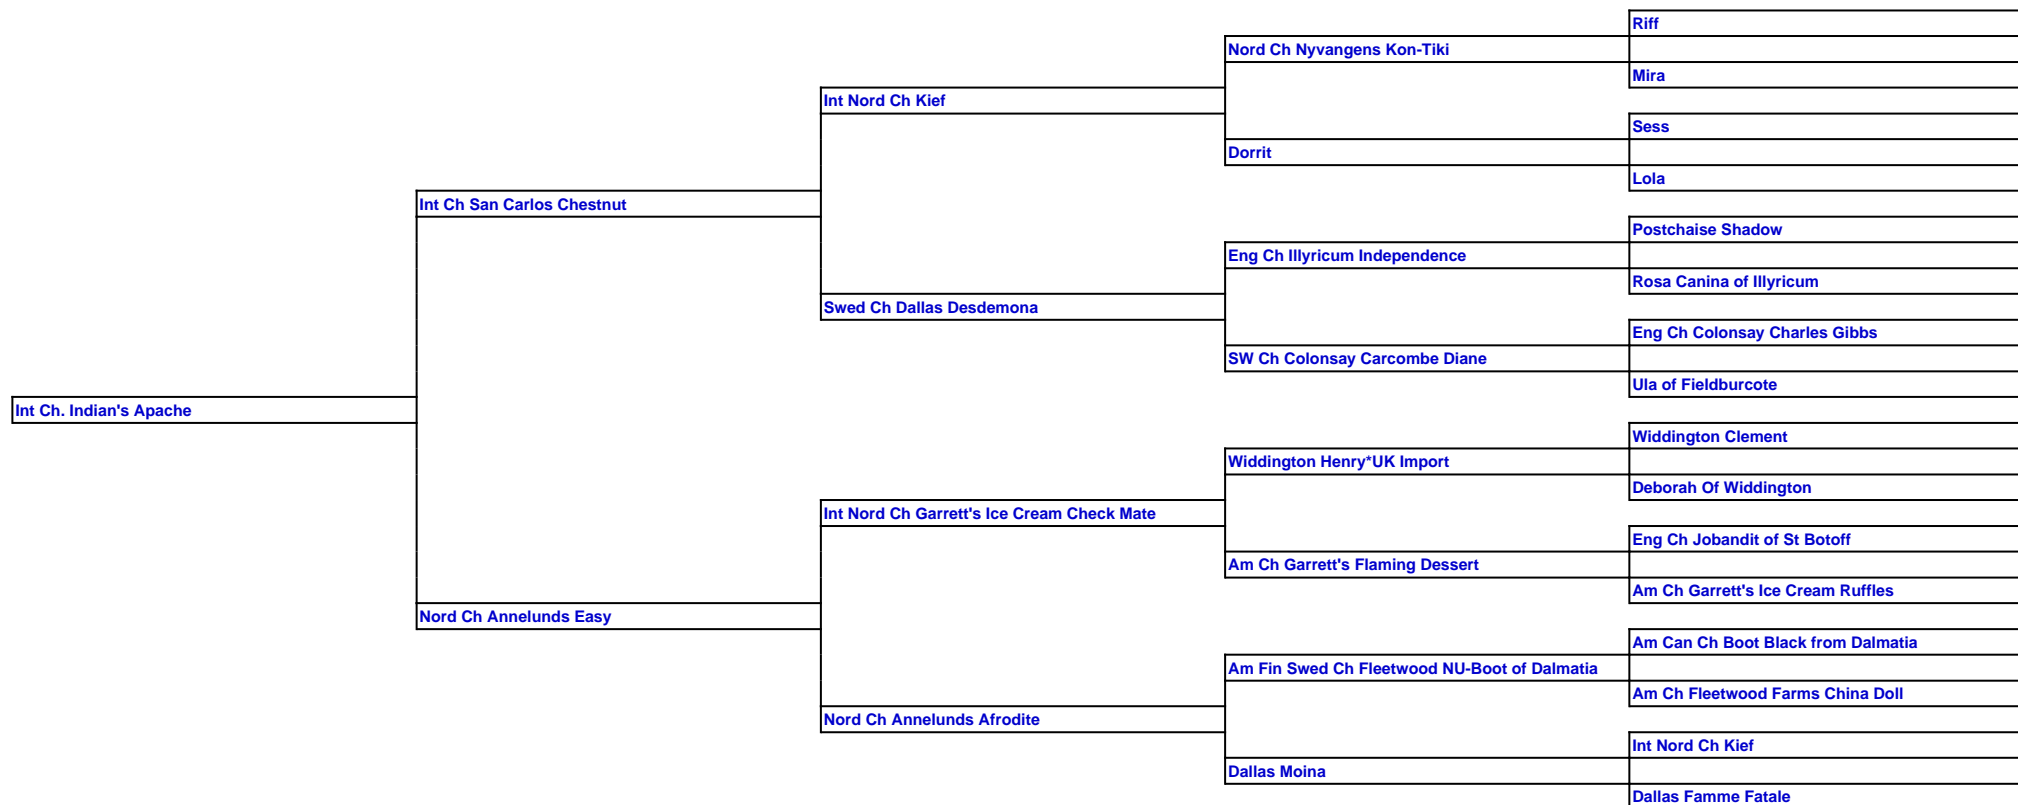 Riff
Nord Ch Nyvangens Kon-Tiki
Mira
Int Nord Ch Kief
Sess
Dorrit
Lola
Int Ch San Carlos Chestnut
Postchaise Shadow
Eng Ch Illyricum Independence
Rosa Canina of Illyricum
Swed Ch Dallas Desdemona
Eng Ch Colonsay Charles Gibbs
SW Ch Colonsay Carcombe Diane
Ula of Fieldburcote
Int Ch. Indian's Apache
Widdington Clement
Widdington Henry*UK Import
Deborah Of Widdington
Int Nord Ch Garrett's Ice Cream Check Mate
Eng Ch Jobandit of St Botoff
Am Ch Garrett's Flaming Dessert
Am Ch Garrett's Ice Cream Ruffles
Nord Ch Annelunds Easy
Am Can Ch Boot Black from Dalmatia
Am Fin Swed Ch Fleetwood NU-Boot of Dalmatia
Am Ch Fleetwood Farms China Doll
Nord Ch Annelunds Afrodite
Int Nord Ch Kief
Dallas Moina
Dallas Famme Fatale